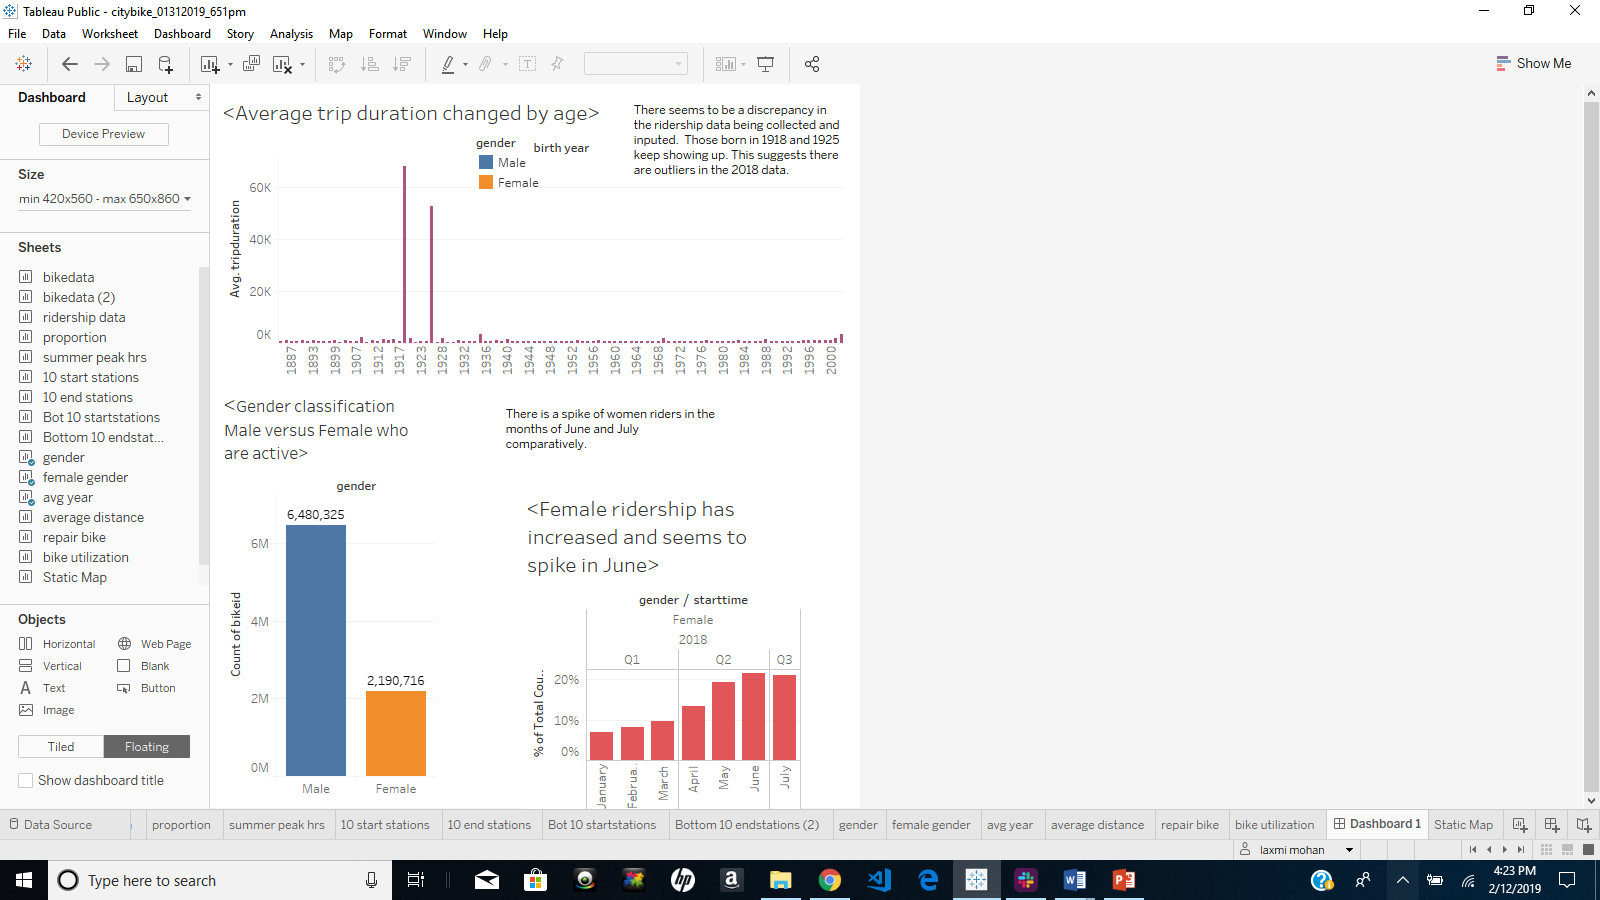 Tableau Public - citybike_01312019_651pm
File Data Worksheet Dashboard Story Analysis Map Format Window Help
Show Me
Dashboard
Layout
Device Preview
Size
min 420x560 - max 650x860
Sheets
bikedata
bikedata (2)
ridership data
proportion
summer peak hrs
10 start stations
10 end stations
Bot 10 startstations
Bottom 10 endstat...
gender
female gender
avg year
average distance
repair bike
bike utilization
Static Map
Objects
Horizontal
Web Page
Vertical
Blank
Text
Button
Image
Tiled
Floating
Show dashboard title
<Average trip duration changed by age>
gender
Male
Female
birth year
Avg. tripduration
60K
40K
20K
0K
1887 1893 1899 1907 1912 1917 1923 1928 1932 1936 1940 1944 1948 1952 1956 1960 1964 1968 1972 1976 1980 1984 1988 1992 1996 2000
There seems to be a discrepancy in
the ridership data being collected and
inputed. Those born in 1918 and 1925
keep showing up. This suggests there
are outliers in the 2018 data.
<Gender classification
Male versus Female who
are active>
gender
Count of bikeid
6M
4M
2M
0M
6,480,325
2,190,716
Male
Female
There is a spike of women riders in the
months of June and July
comparatively.
<Female ridership has
increased and seems to
spike in June>
gender / starttime
Female
2018
Q1 Q2 Q3
% of Total Cou..
20%
10%
0%
January Februa.. March April May June July
Data Source
proportion
summer peak hrs
10 start stations
10 end stations
Bot 10 startstations
Bottom 10 endstations (2)
gender
female gender
avg year
average distance
repair bike
bike utilization
Dashboard 1
Static Map
laxmi mohan
Type here to search
4:23 PM
2/12/2019